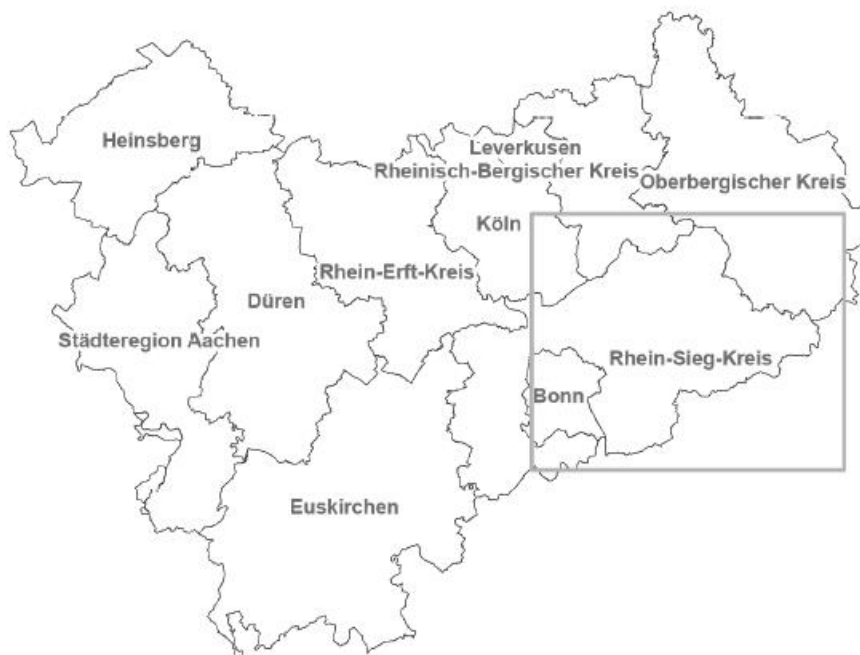 Heinsberg
Leverkusen
Rheinisch-Bergischer Kreis
Oberbergischer Kreis
Köln
Rhein-Erft-Kreis
Düren
Städteregion Aachen
Rhein-Sieg-Kreis
Bonn
Euskirchen